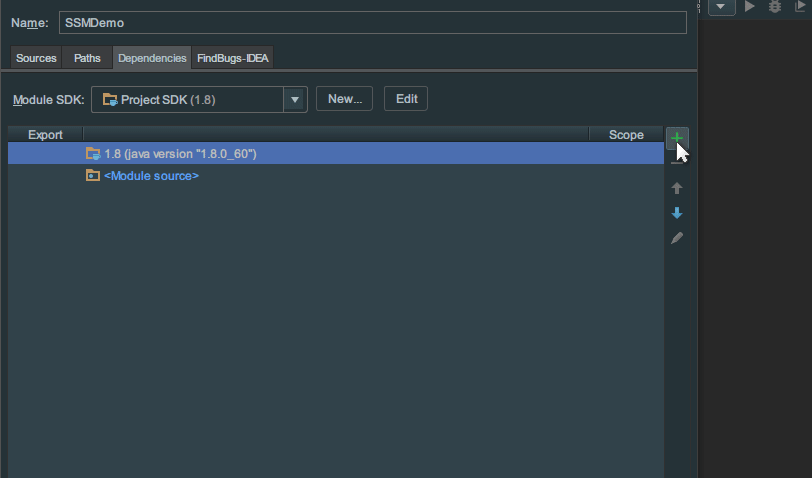 Name: SSMDemo
Sources Paths Dependencies FindBugs-IDEA
Module SDK: Project SDK (1.8) New... Edit
Export Scope
1.8 (java version "1.8.0_60")
<Module source>